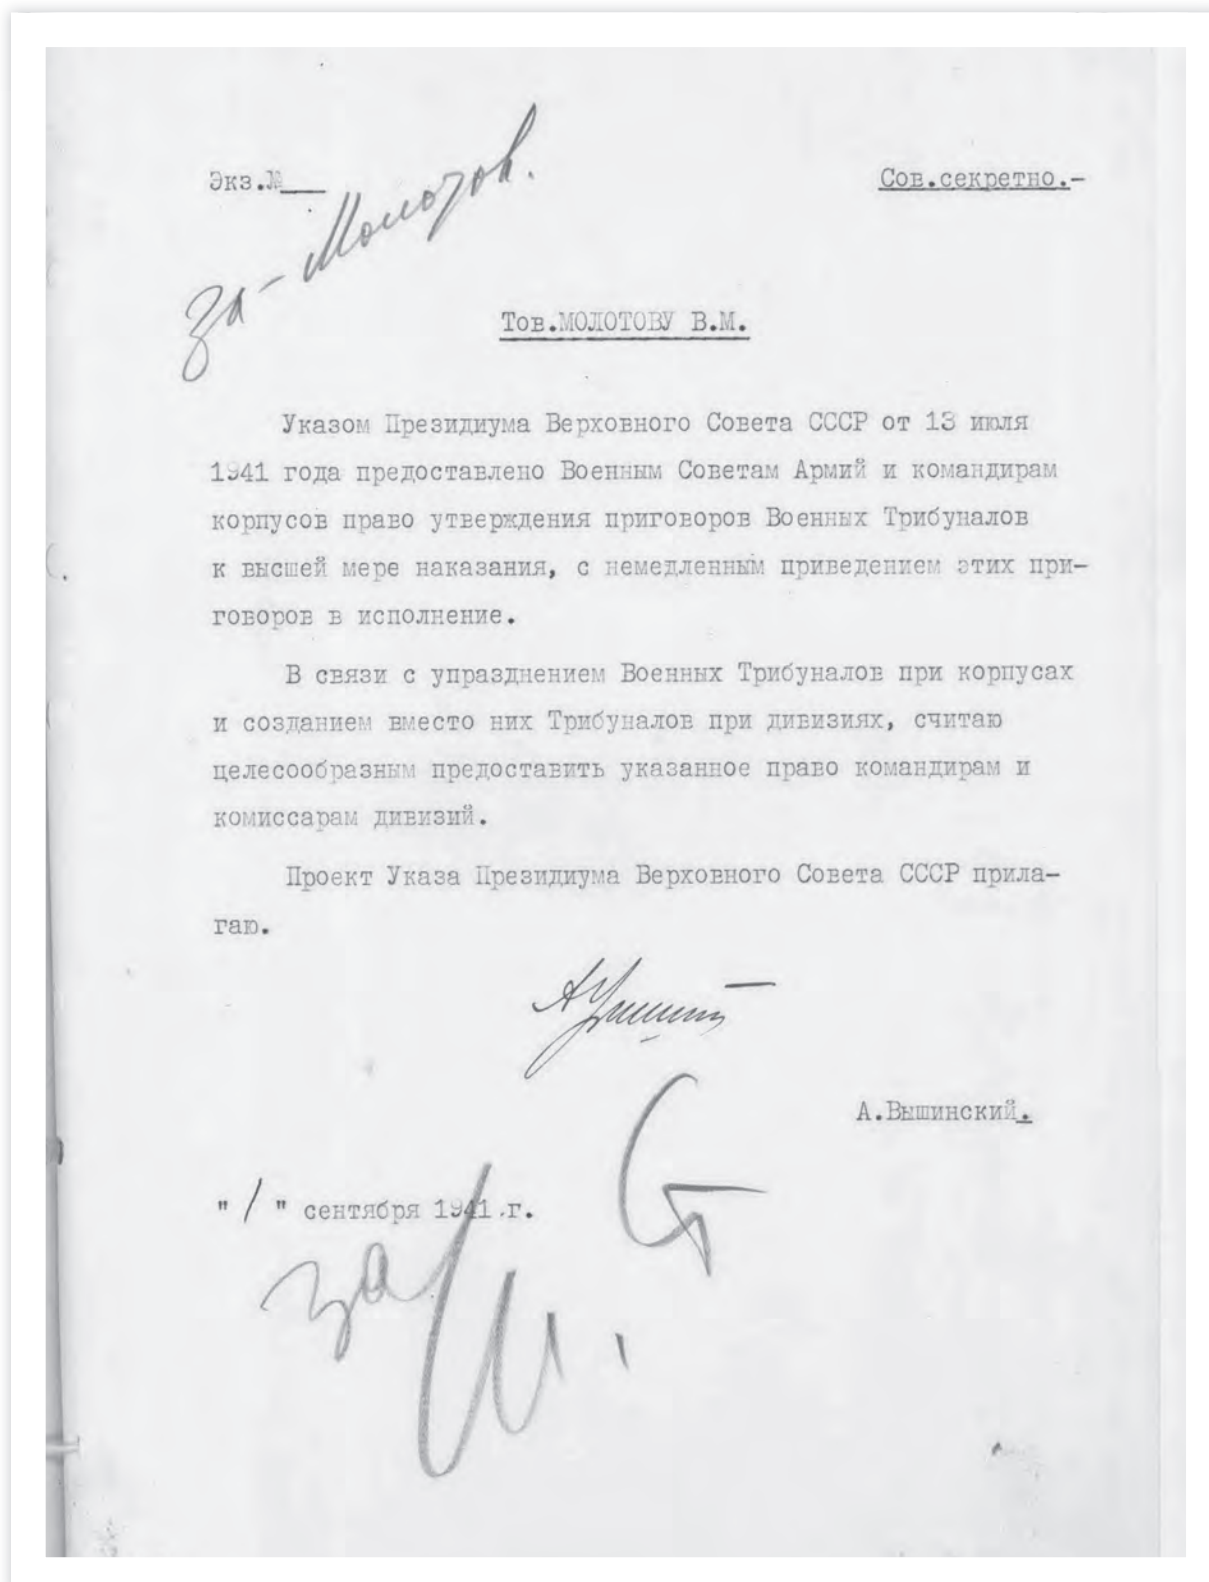 Экз.№___
Сов.секретно.-
за - Молотов.
Тов.МОЛОТОВУ В.М.
Указом Президиума Верховного Совета СССР от 13 июля
1941 года предоставлено Военным Советам Армий и командирам
корпусов право утверждения приговоров Военных Трибуналов
к высшей мере наказания, с немедленным приведением этих при-
говоров в исполнение.
В связи с упразднением Военных Трибуналов при корпусах
и созданием вместо них Трибуналов при дивизиях, считаю
целесообразным предоставить указанное право командирам и
комиссарам дивизий.
Проект Указа Президиума Верховного Совета СССР прила-
гаю.
А.Вышинский.
" 1 " сентября 1941 г.
за
И. Ст